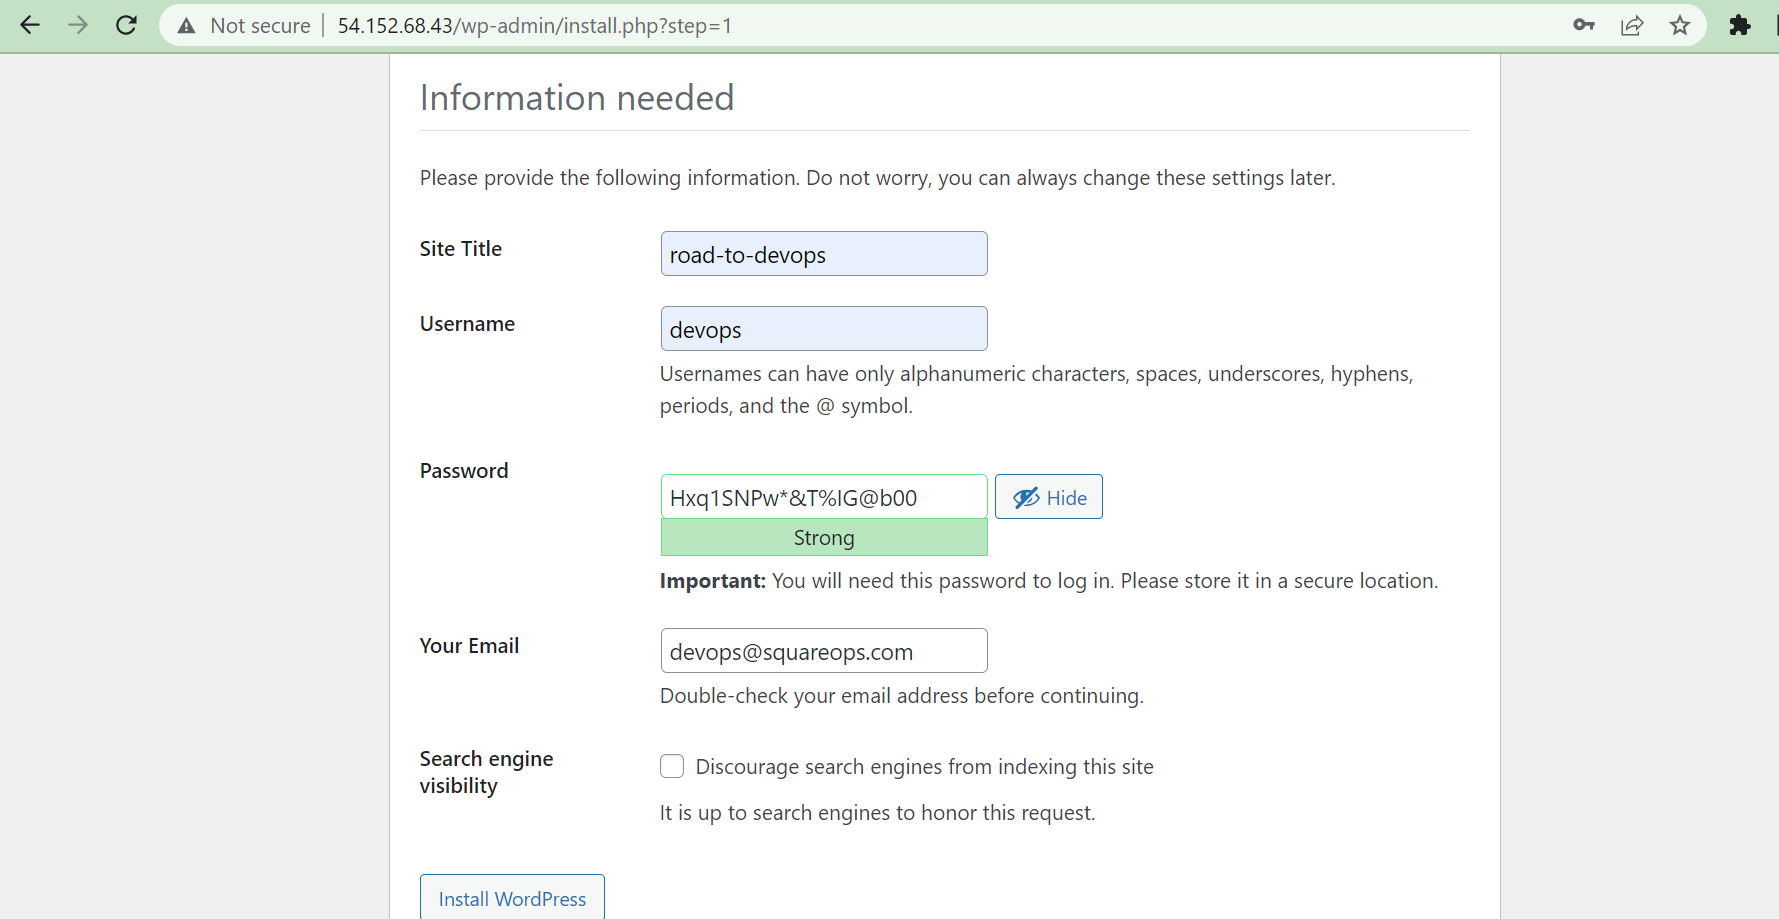 Not secure 54.152.68.43/wp-admin/install.php?step=1
Information needed
Please provide the following information. Do not worry, you can always change these settings later.
Site Title
road-to-devops
Username
devops
Usernames can have only alphanumeric characters, spaces, underscores, hyphens,
periods, and the @ symbol.
Password
Hxq1SNPw*&T%IG@b00
Hide
Strong
Important: You will need this password to log in. Please store it in a secure location.
Your Email
devops@squareops.com
Double-check your email address before continuing.
Search engine
visibility
Discourage search engines from indexing this site
It is up to search engines to honor this request.
Install WordPress